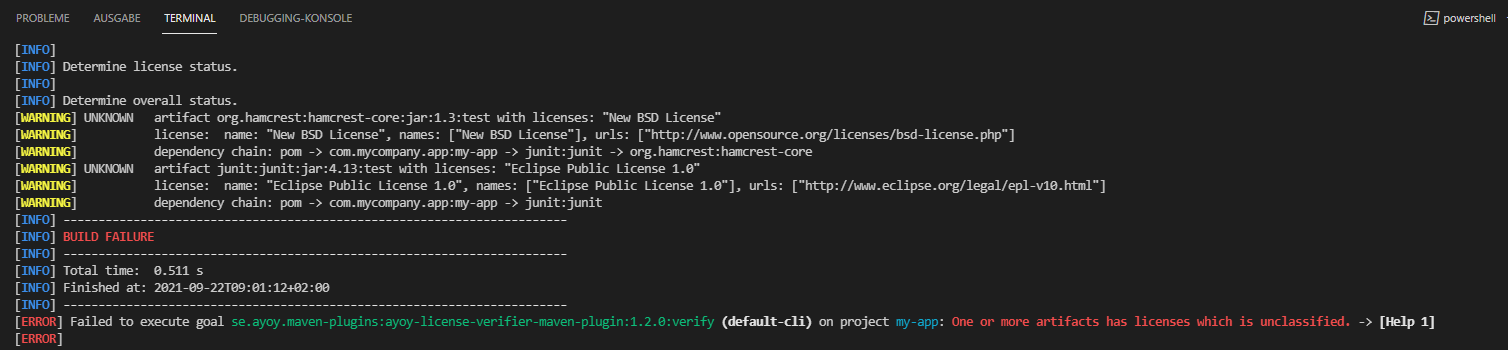 PROBLEME AUSGABE TERMINAL DEBUGGING-KONSOLE powershell
[INFO]
[INFO] Determine license status.
[INFO]
[INFO] Determine overall status.
[WARNING] UNKNOWN   artifact org.hamcrest:hamcrest-core:jar:1.3:test with licenses: "New BSD License"
[WARNING]           license:  name: "New BSD License", names: ["New BSD License"], urls: ["http://www.opensource.org/licenses/bsd-license.php"]
[WARNING]           dependency chain: pom -> com.mycompany.app:my-app -> junit:junit -> org.hamcrest:hamcrest-core
[WARNING] UNKNOWN   artifact junit:junit:jar:4.13:test with licenses: "Eclipse Public License 1.0"
[WARNING]           license:  name: "Eclipse Public License 1.0", names: ["Eclipse Public License 1.0"], urls: ["http://www.eclipse.org/legal/epl-v10.html"]
[WARNING]           dependency chain: pom -> com.mycompany.app:my-app -> junit:junit
[INFO] ------------------------------------------------------------------------
[INFO] BUILD FAILURE
[INFO] ------------------------------------------------------------------------
[INFO] Total time:  0.511 s
[INFO] Finished at: 2021-09-22T09:01:12+02:00
[INFO] ------------------------------------------------------------------------
[ERROR] Failed to execute goal se.ayoy.maven-plugins:ayoy-license-verifier-maven-plugin:1.2.0:verify (default-cli) on project my-app: One or more artifacts has licenses which is unclassified. -> [Help 1]
[ERROR]